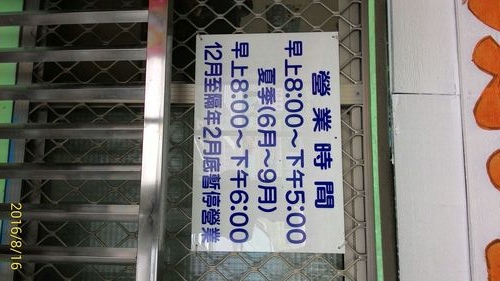 營業時間
早上8:00～下午5:00
夏季(6月～9月)
早上8:00～下午6:00
12月至隔年2月底暫停營業
2016/8/16